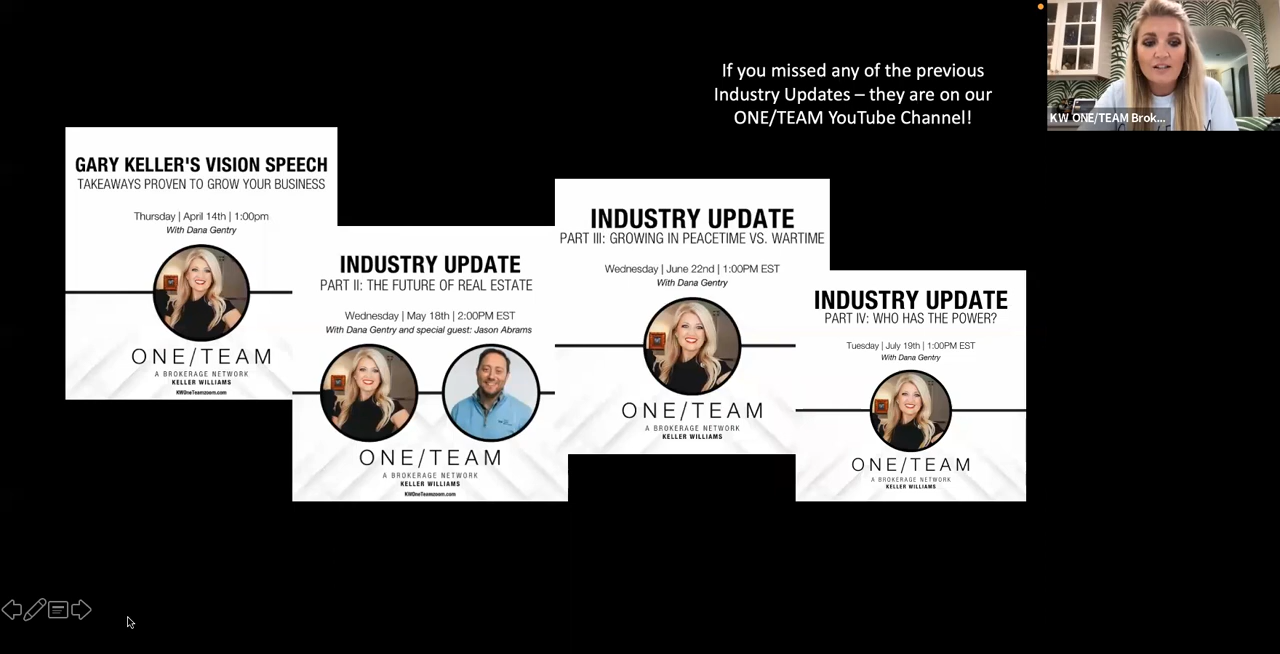 If you missed any of the previous
Industry Updates – they are on our
ONE/TEAM YouTube Channel!
KW ONE/TEAM Brok...
GARY KELLER'S VISION SPEECH
TAKEAWAYS PROVEN TO GROW YOUR BUSINESS
Thursday | April 14th | 1:00pm
With Dana Gentry
ONE/TEAM
A BROKERAGE NETWORK
KELLER WILLIAMS
KWOneTeamzoom.com
INDUSTRY UPDATE
PART II: THE FUTURE OF REAL ESTATE
Wednesday | May 18th | 2:00PM EST
With Dana Gentry and special guest: Jason Abrams
ONE/TEAM
A BROKERAGE NETWORK
KELLER WILLIAMS
KWOneTeamzoom.com
INDUSTRY UPDATE
PART III: GROWING IN PEACETIME VS. WARTIME
Wednesday | June 22nd | 1:00PM EST
With Dana Gentry
ONE/TEAM
A BROKERAGE NETWORK
KELLER WILLIAMS
INDUSTRY UPDATE
PART IV: WHO HAS THE POWER?
Tuesday | July 19th | 1:00PM EST
With Dana Gentry
ONE/TEAM
A BROKERAGE NETWORK
KELLER WILLIAMS